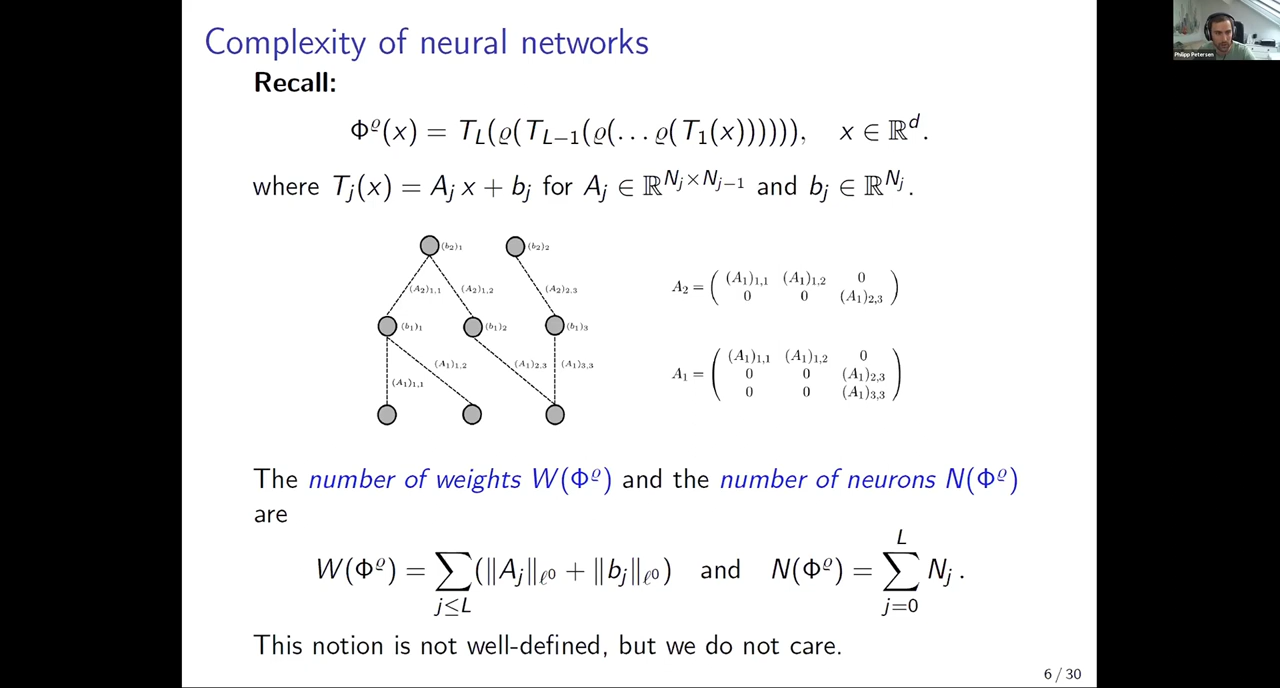 Complexity of neural networks
Philipp Petersen
Recall:
Φ^ϱ(x) = T_L(ϱ(T_{L−1}(ϱ(…ϱ(T_1(x)))))), x ∈ ℝ^d.
where T_j(x) = A_j x + b_j for A_j ∈ ℝ^{N_j×N_{j−1}} and b_j ∈ ℝ^{N_j}.
(b_2)_1 (b_2)_2
(A_2)_{1,1} (A_2)_{1,2} (A_2)_{2,3}
(b_1)_1 (b_1)_2 (b_1)_3
(A_1)_{1,2} (A_1)_{2,3} (A_1)_{3,3}
(A_1)_{1,1}
A_2 = ( (A_1)_{1,1} (A_1)_{1,2} 0
0 0 (A_1)_{2,3} )
A_1 = ( (A_1)_{1,1} (A_1)_{1,2} 0
0 0 (A_1)_{2,3}
0 0 (A_1)_{3,3} )
The number of weights W(Φ^ϱ) and the number of neurons N(Φ^ϱ)
are
W(Φ^ϱ) = ∑_{j≤L} (‖A_j‖_{ℓ^0} + ‖b_j‖_{ℓ^0}) and N(Φ^ϱ) = ∑_{j=0}^{L} N_j.
This notion is not well-defined, but we do not care.
6 / 30